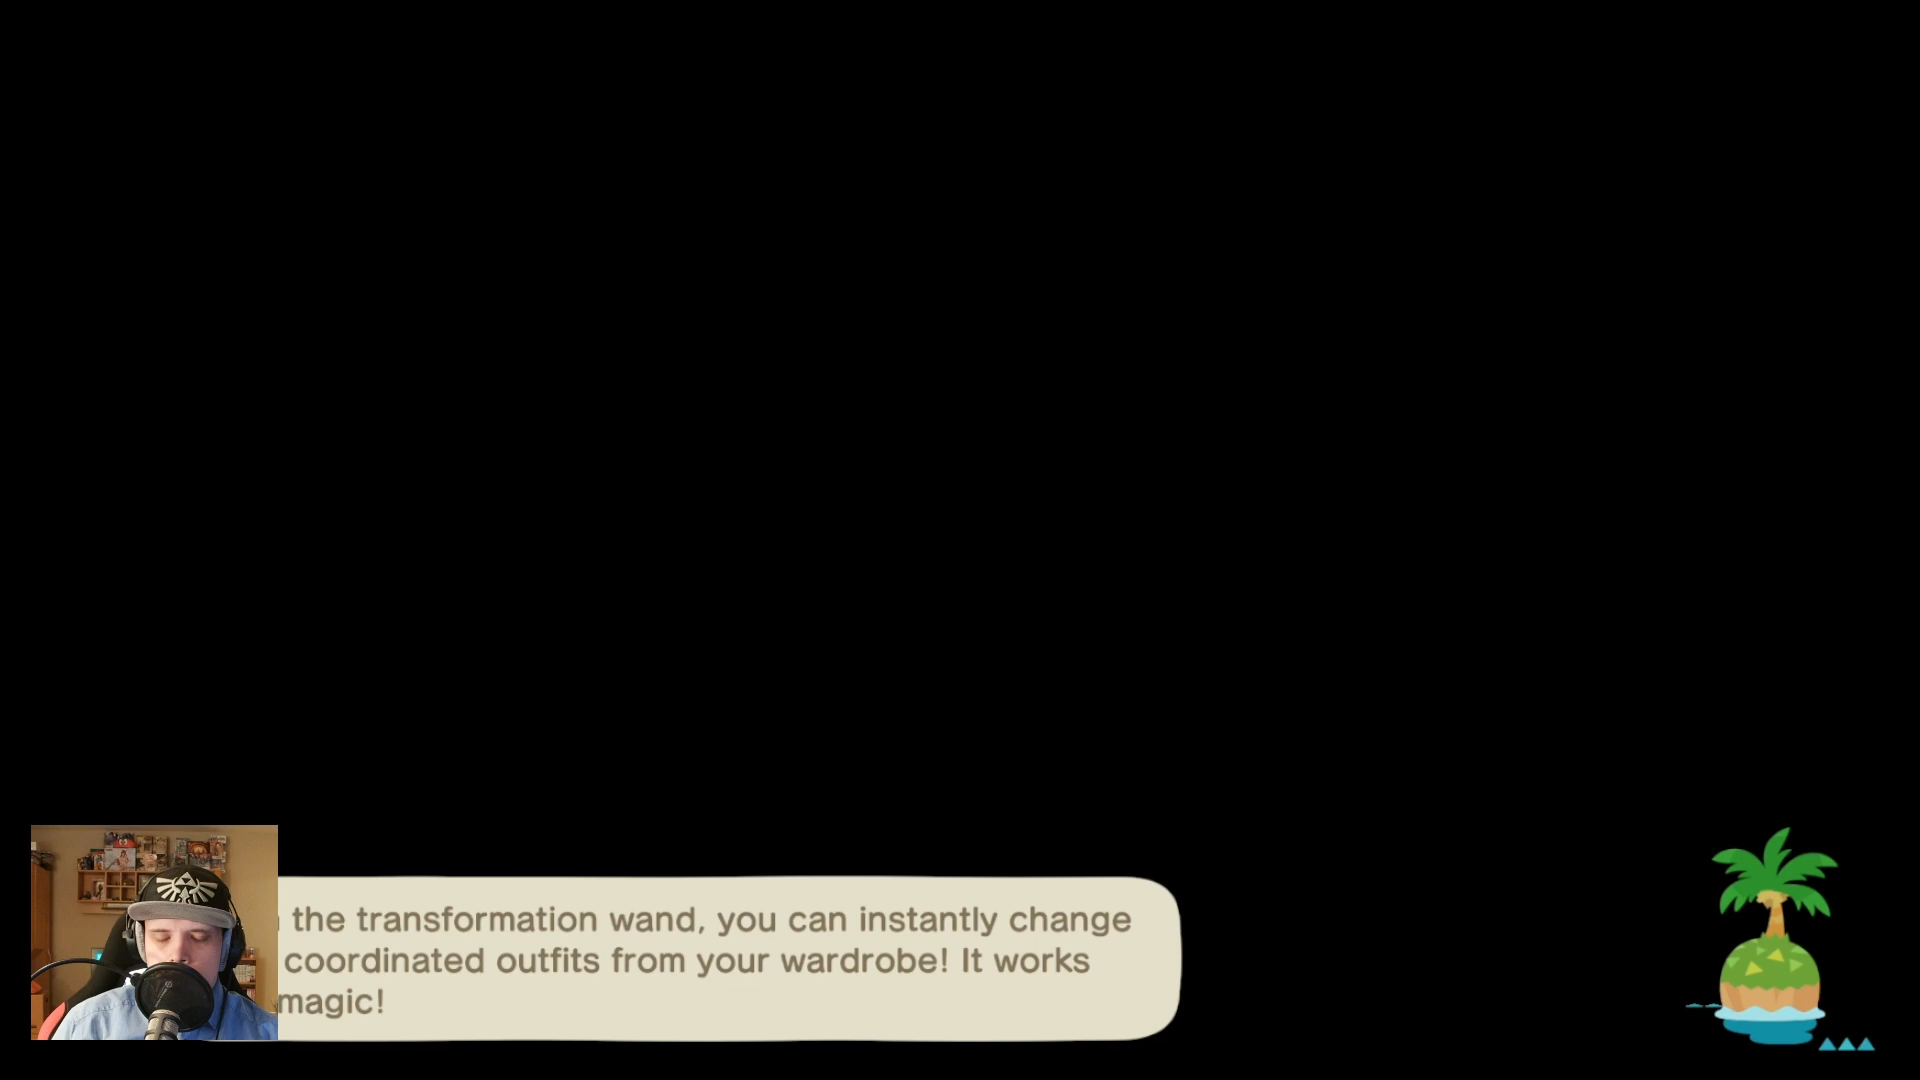 the transformation wand, you can instantly change
coordinated outfits from your wardrobe! It works
magic!